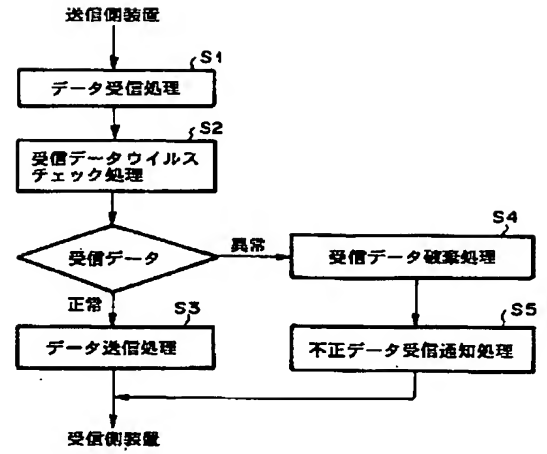 送信側装置
S1
データ受信処理
S2
受信データウイルス
チェック処理
受信データ
異常
正常
S3
データ送信処理
S4
受信データ破棄処理
S5
不正データ受信通知処理
受信側装置